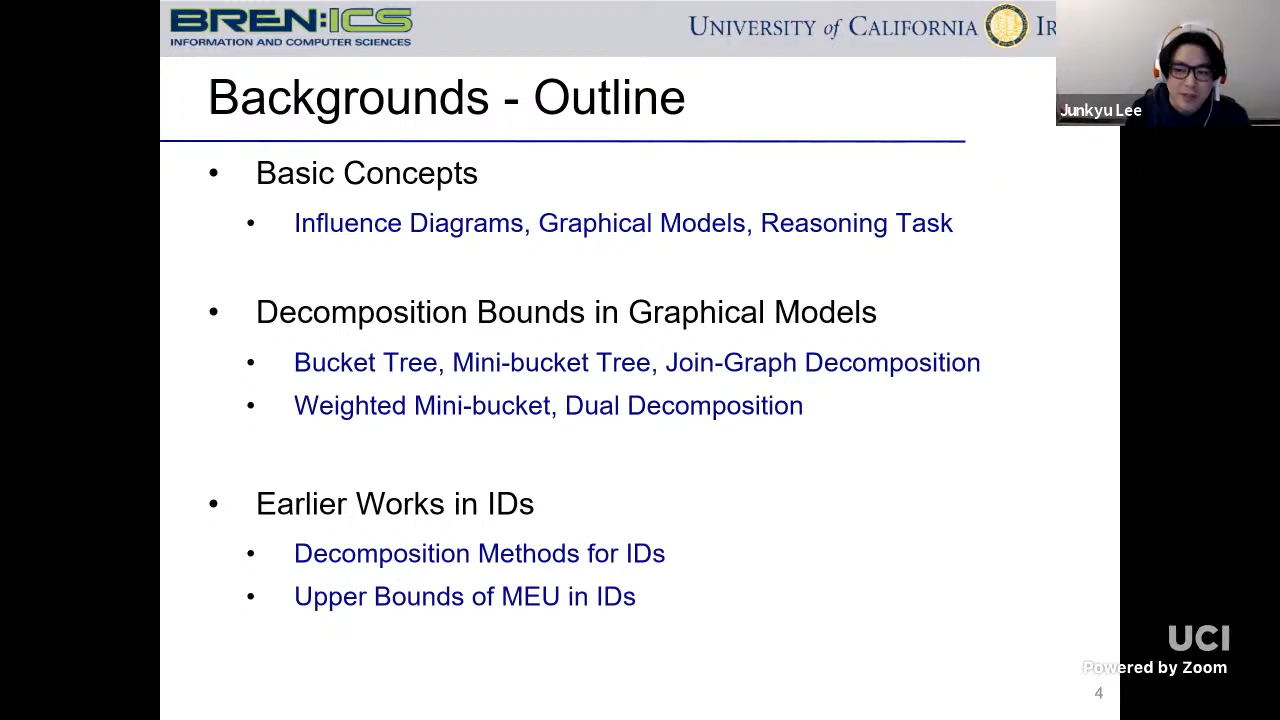 BREN:ICS
INFORMATION AND COMPUTER SCIENCES
UNIVERSITY of CALIFORNIA IR
Junkyu Lee
Backgrounds - Outline
• Basic Concepts
• Influence Diagrams, Graphical Models, Reasoning Task
• Decomposition Bounds in Graphical Models
• Bucket Tree, Mini-bucket Tree, Join-Graph Decomposition
• Weighted Mini-bucket, Dual Decomposition
• Earlier Works in IDs
• Decomposition Methods for IDs
• Upper Bounds of MEU in IDs
UCI
Powered by Zoom
4